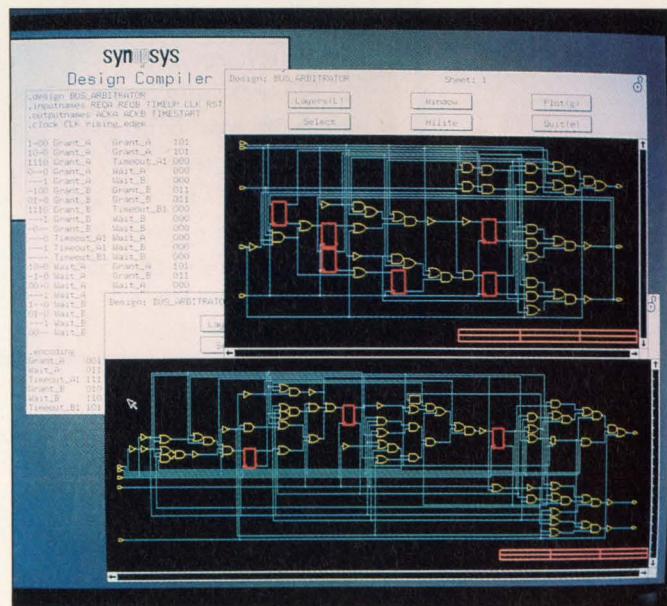 synopsys
Design Compiler
.design BUS_ARBITRATOR
.inputnames REQA REQB TIMEUP CLK RST
.outputnames ACKA ACKB TIMESTART
.clock CLK rising_edge
1-00 Grant_A Grant_A 101
10-0 Grant_A Grant_A 101
1110 Grant_A Timeout_A1 000
0--0 Grant_A Wait_A 000
---1 Grant_A Wait_B 000
-100 Grant_B Grant_B 011
01-0 Grant_B Grant_B 011
1110 Grant_B Timeout_B1 000
---1 Grant_B Wait_B 000
-0-- Grant_B Wait_B 000
---0 Timeout_A1 Wait_A 000
---1 Timeout_A1 Wait_B 000
---- Timeout_B1 Wait_B 000
10-0 Wait_A Grant_A 101
-1-0 Wait_A Grant_B 011
00-0 Wait_A Wait_A 000
---1 Wait_A
1--0 Wait_B
01-0 Wait_B
---1 Wait_B
00-- Wait_B
.encoding
Grant_A 001
Wait_A 011
Timeout_A1 111
Grant_B 010
Wait_B 110
Timeout_B1 101
Design: BUS_ARBITRATOR Sheet: 1
Layers(L) Window Plot(g)
Select Hilite Quit(e)
Design: BUS_ARBITRATOR